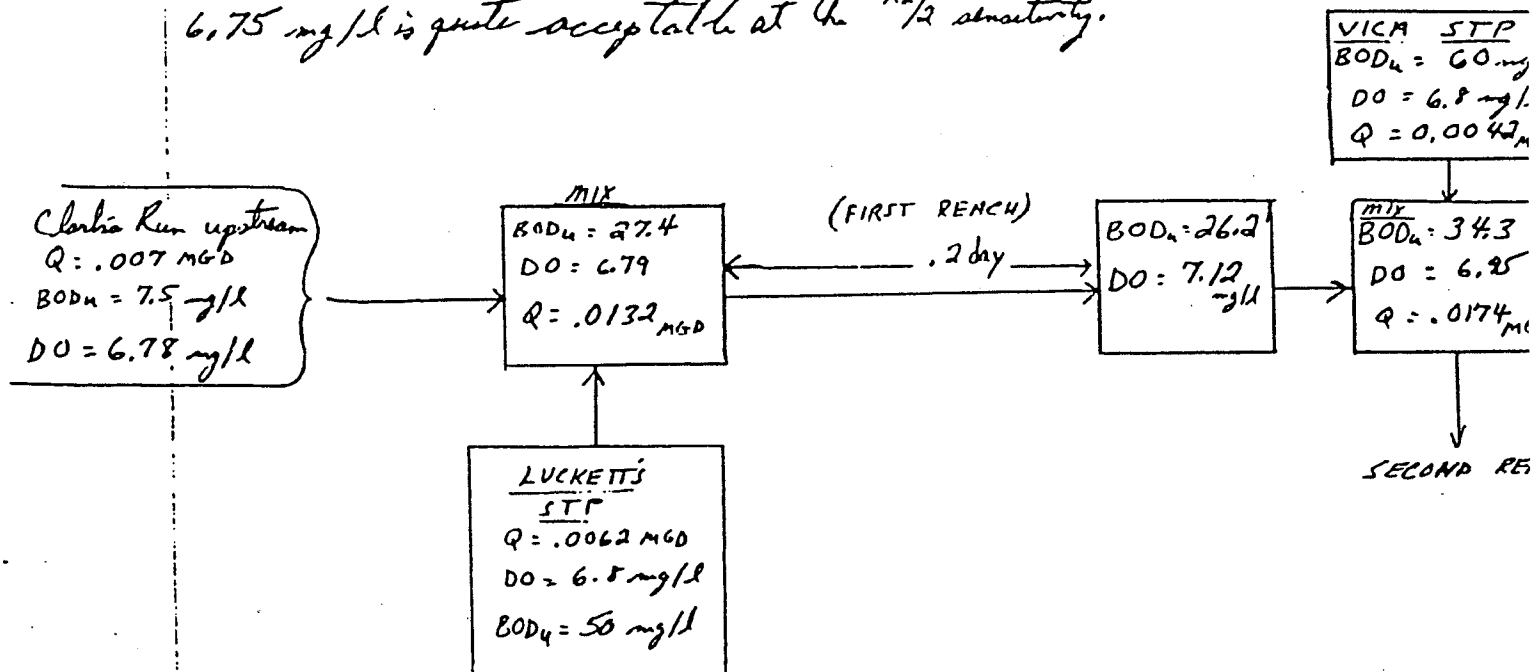 6.75 mg/l is quite acceptable at the /2 sensitivity.
VICA STP
BODu = 60 mg
DO = 6.8 mg/l
Q = 0.0042 M
Clarks Run upstream
Q = .007 MGD
BODu = 7.5 mg/l
DO = 6.78 mg/l
MIX
BODu = 27.4
DO = 6.79
Q = .0132 MGD
(FIRST REACH)
.2 day
BODu = 26.2
DO = 7.12 mg/l
MIX
BODu = 34.3
DO = 6.95
Q = .0174 MG
LUCKETT'S
STP
Q = .0062 MGD
DO = 6.8 mg/l
BODu = 50 mg/l
SECOND REA